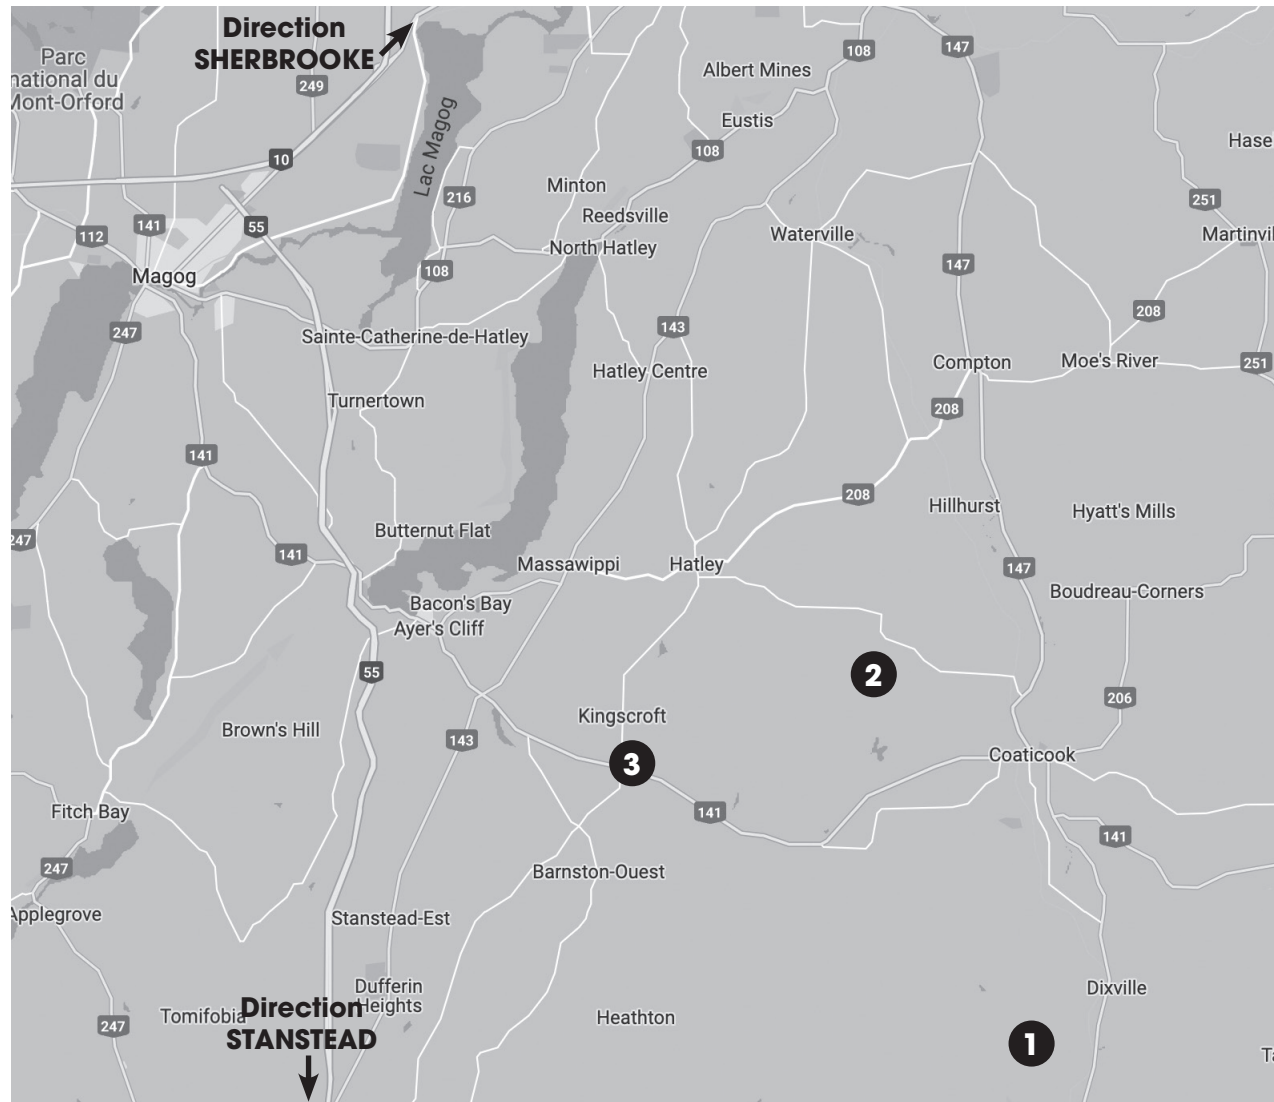 Direction
SHERBROOKE
Parc
national du
Mont-Orford
249
10
Lac Magog
108
147
Albert Mines
Eustis
108
Hase
216
Minton
251
141
55
112
Reedsville
Waterville
Martinvil
North Hatley
108
147
Magog
247
208
143
Sainte-Catherine-de-Hatley
Hatley Centre
Compton
Moe's River
251
Turnertown
208
141
208
Hillhurst
Hyatt's Mills
247
Butternut Flat
141
Massawippi
Hatley
147
Bacon's Bay
Boudreau-Corners
Ayer's Cliff
55
2
206
Brown's Hill
Kingscroft
143
3
Coaticook
Fitch Bay
141
141
247
Barnston-Ouest
Applegrove
Stanstead-Est
Dufferin
Heights
Dixville
Tomifobia
Direction
STANSTEAD
247
Heathton
1
Ta